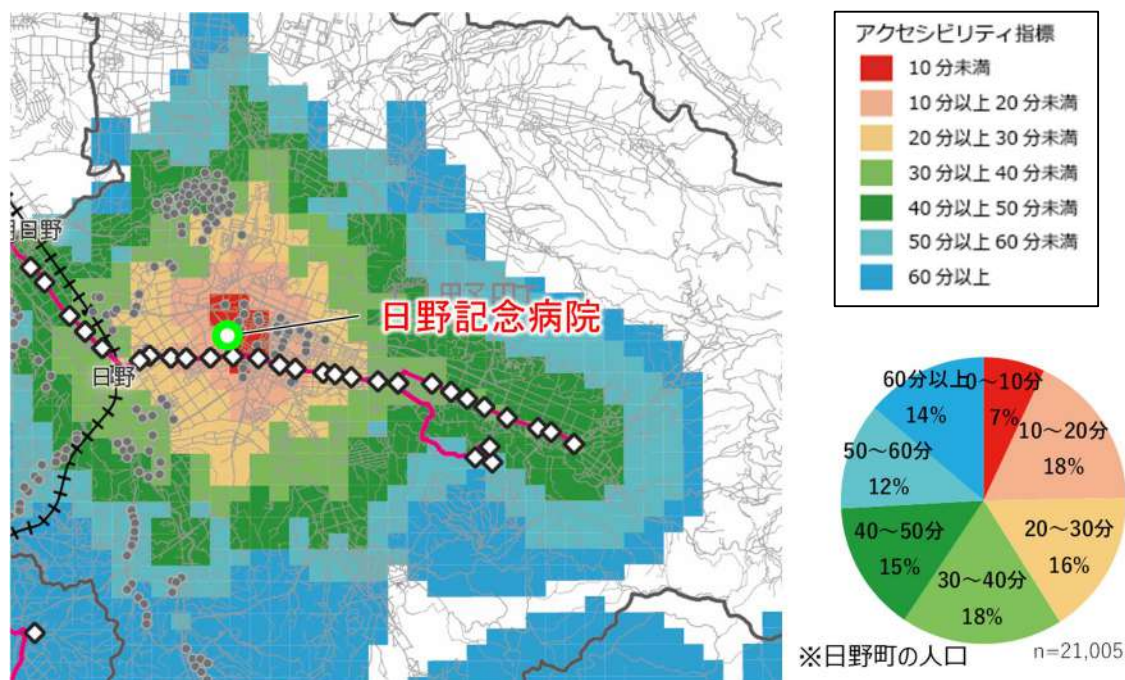 日野
日野記念病院
日野
アクセシビリティ指標
10分未満
10分以上20分未満
20分以上30分未満
30分以上40分未満
40分以上50分未満
50分以上60分未満
60分以上
60分以上
14%
0~10分
7%
10~20分
18%
50~60分
12%
20~30分
16%
40~50分
15%
30~40分
18%
※日野町の人口
n=21,005